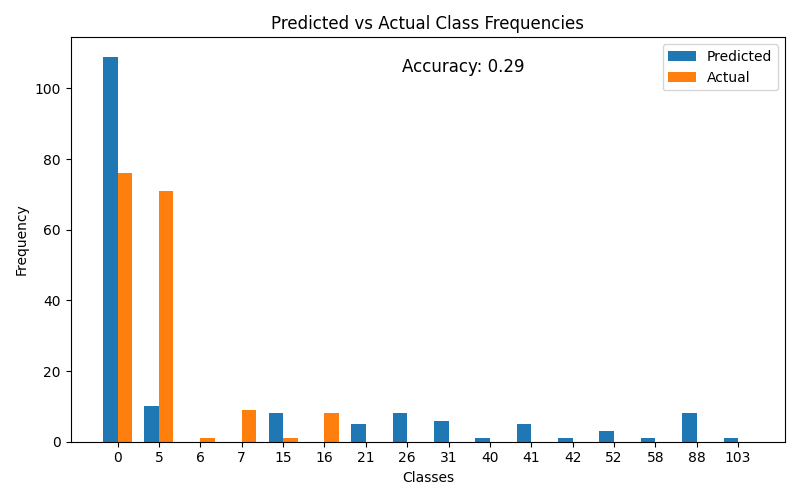 Predicted vs Actual Class Frequencies
Accuracy: 0.29
Predicted
Actual
Frequency
100
80
60
40
20
0
0 5 6 7 15 16 21 26 31 40 41 42 52 58 88 103
Classes